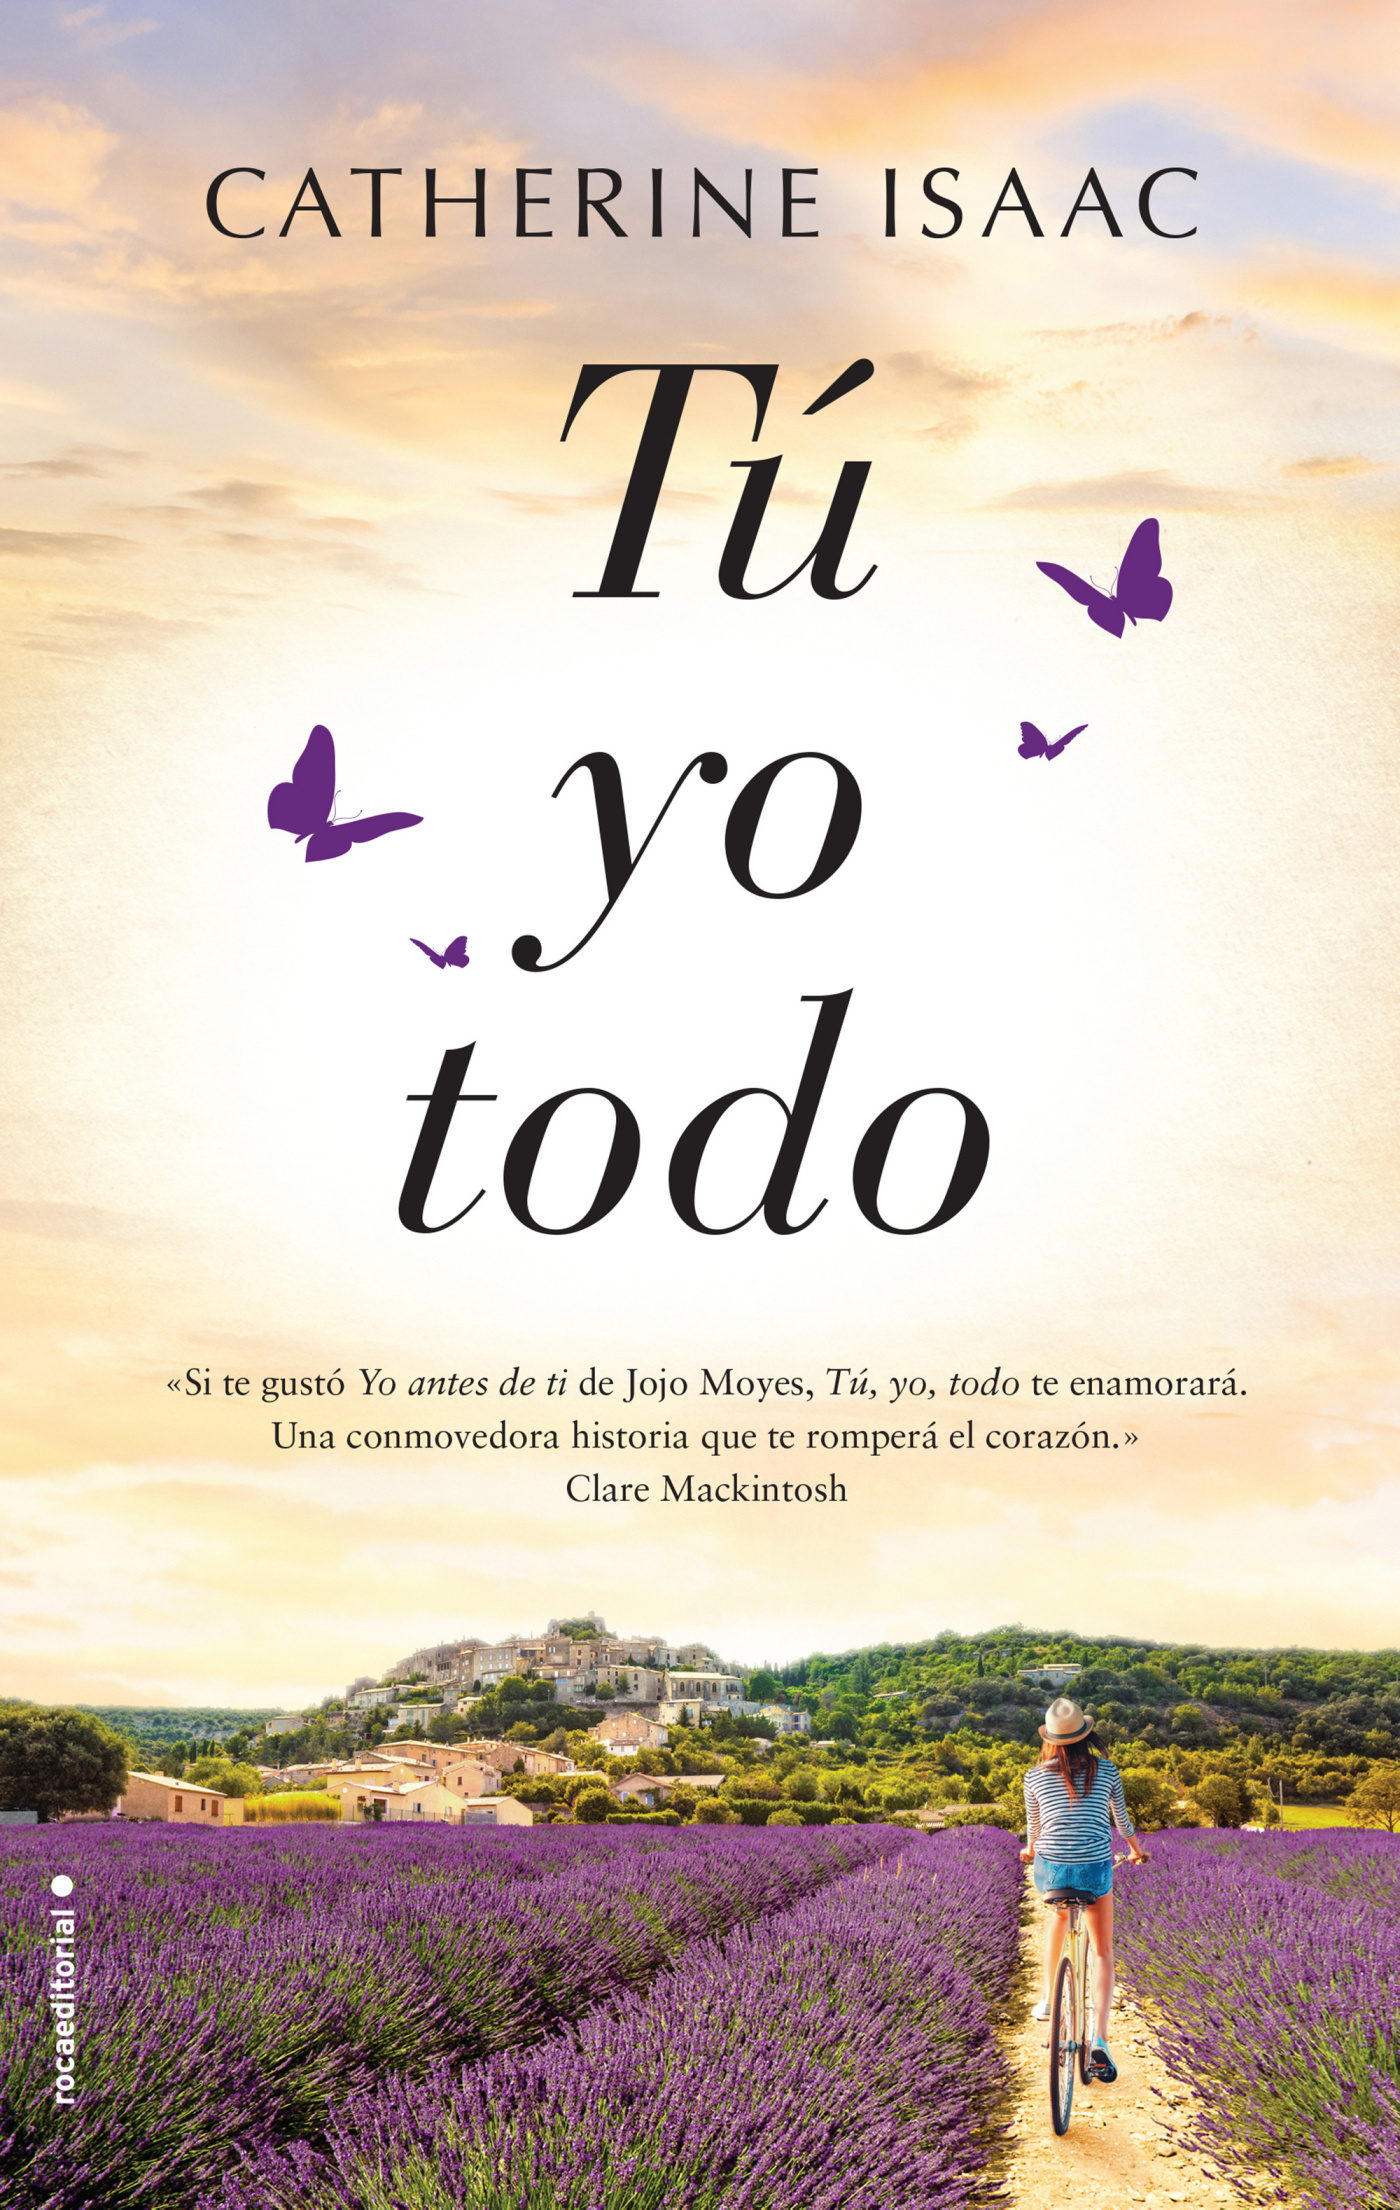 CATHERINE ISAAC
Tú
yo
todo
«Si te gustó Yo antes de ti de Jojo Moyes, Tú, yo, todo te enamorará.
Una conmovedora historia que te romperá el corazón.»
Clare Mackintosh
rocaeditorial